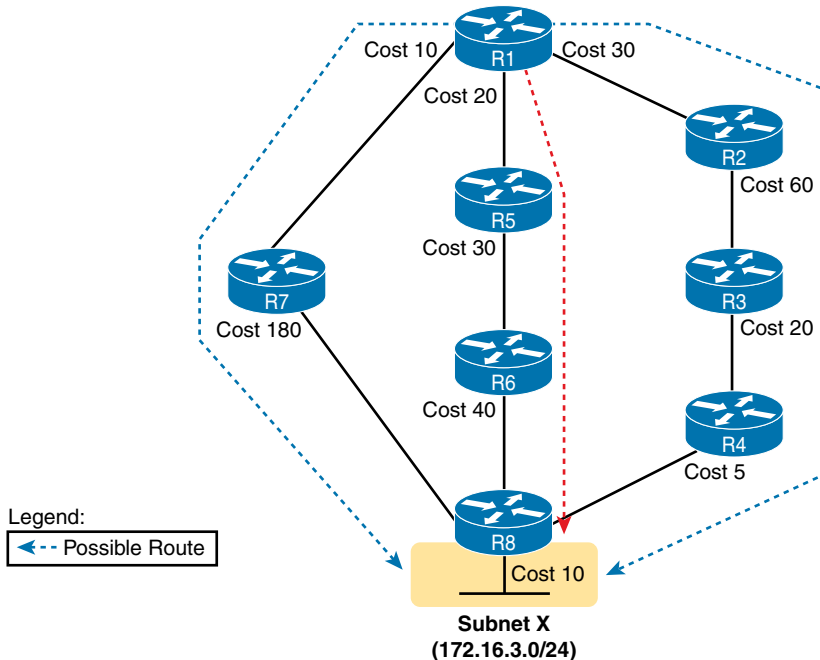 R1
Cost 10
Cost 30
Cost 20
R2
Cost 60
R5
Cost 30
R7
Cost 180
R3
Cost 20
R6
Cost 40
R4
Cost 5
Legend:
Possible Route
R8
Cost 10
Subnet X
(172.16.3.0/24)